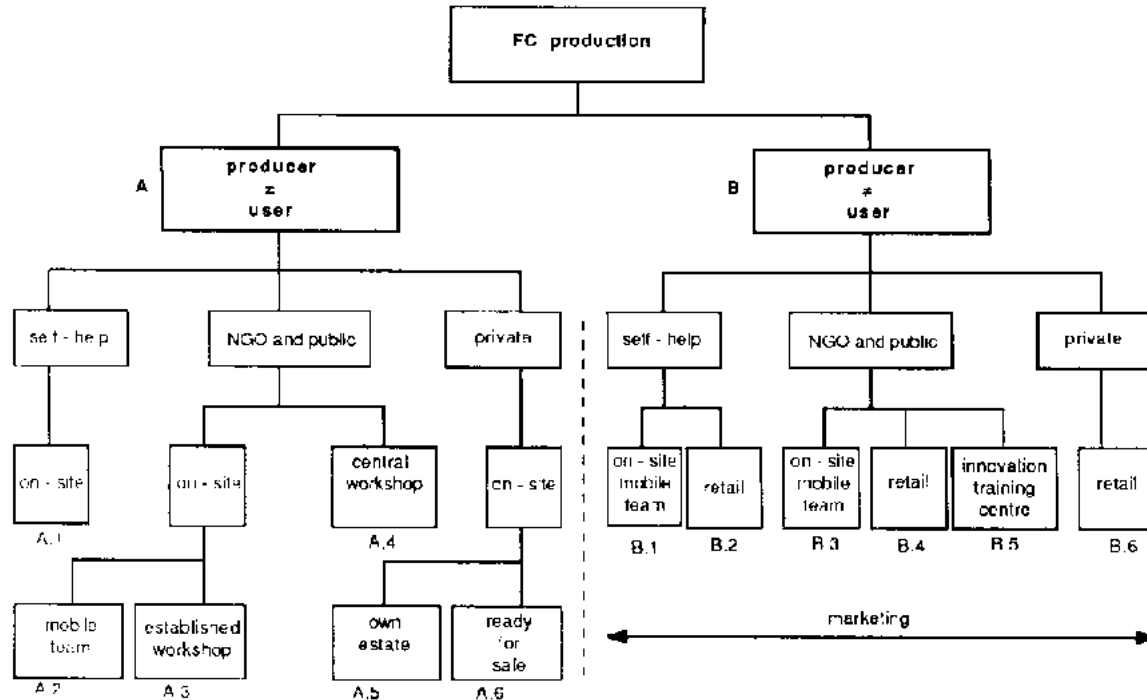 FC production
A
producer
=
user
B
producer
≠
user
self - help
NGO and public
private
self - help
NGO and public
private
on - site
on - site
central
workshop
on - site
on - site
mobile
team
retail
on - site
mobile
team
retail
innovation
training
centre
retail
A.1
A.4
B.1
B.2
B.3
B.4
B.5
B.6
mobile
team
established
workshop
own
estate
ready
for
sale
marketing
A.2
A.3
A.5
A.6